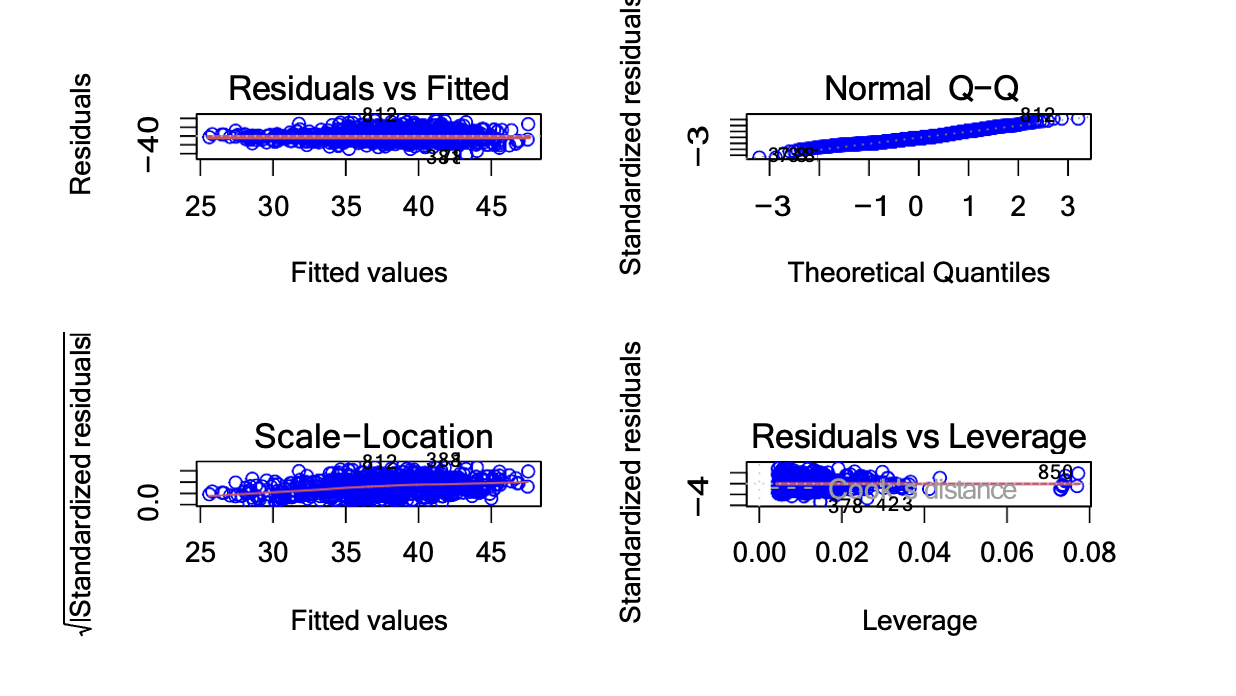 Residuals vs Fitted
Residuals
−40
812
25 30 35 40 45
Fitted values
Normal Q−Q
Standardized residuals
−3
812
−3 −1 0 1 2 3
Theoretical Quantiles
Scale−Location
√|Standardized residuals|
0.0
812
25 30 35 40 45
Fitted values
Residuals vs Leverage
Standardized residuals
−4
850
Cook's distance
378 423
0.00 0.02 0.04 0.06 0.08
Leverage